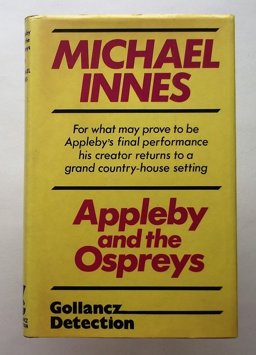 MICHAEL
INNES
For what may prove to be
Appleby's final performance
his creator returns to a
grand country-house setting
Appleby
and the
Ospreys
Gollancz
Detection